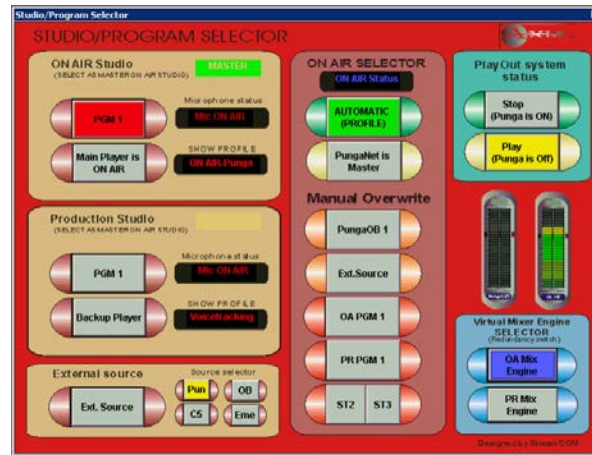 Studio/Program Selector
STUDIO/PROGRAM SELECTOR
ON AIR Studio
(SELECT AS MASTER ON AIR STUDIO)
MASTER
PGM 1
Microphone status
Mic ON AIR
Main Player is
ON AIR
SHOW PROFILE
ON AIR Punga
Production Studio
(SELECT AS MASTER ON AIR STUDIO)
PGM 1
Microphone status
Mic ON AIR
Backup Player
SHOW PROFILE
Voicetracking
External source
Ext. Source
Source selector
Pun
OB
CS
Eme
ON AIR SELECTOR
ON AIR Status
AUTOMATIC
(PROFILE)
PungaNet is
Master
Manual Overwrite
PungaOB 1
Ext.Source
OA PGM 1
PR PGM 1
ST2
ST3
PlayOut system
status
Stop
(Punga is ON)
Play
(Punga is Off)
Virtual Mixer Engine
SELECTOR
(Redundancy switch)
OA Mix
Engine
PR Mix
Engine
Designed by StreamCOM